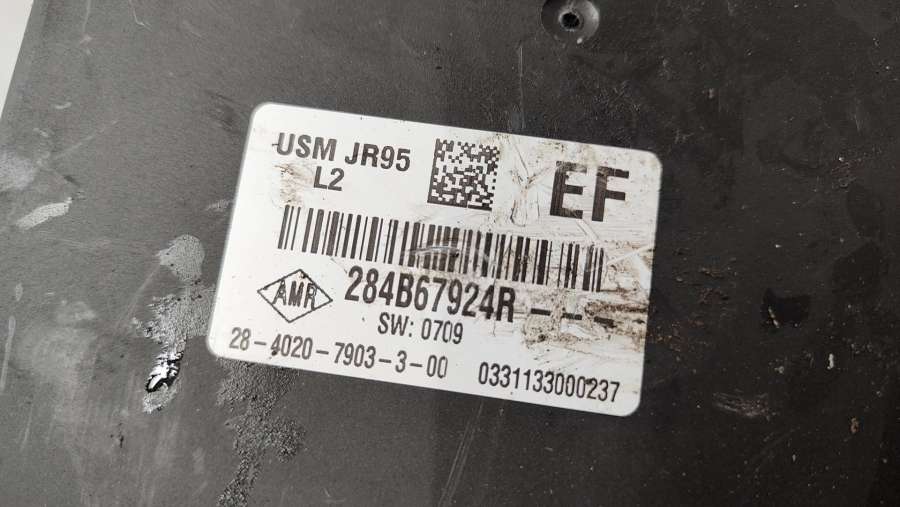 USM JR95
L2
EF
284B67924R - - -
AMR
SW: 0709
28-4020-7903-3-00
0331133000237